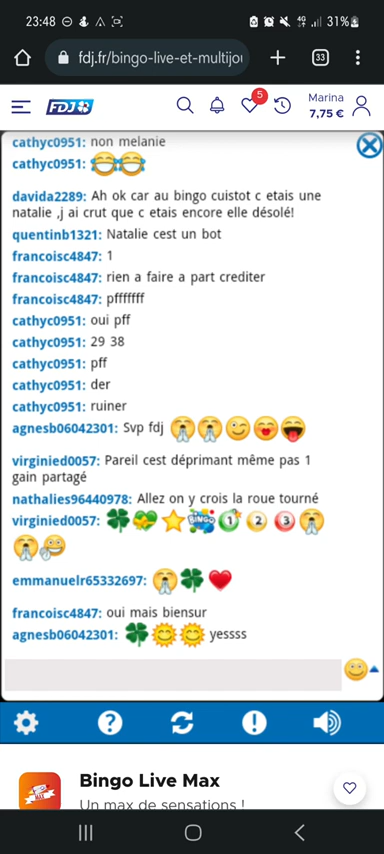 23:48
4G
31%
fdj.fr/bingo-live-et-multijou
33
FDJ
5
Marina
7,75 €
cathyc0951: non melanie
cathyc0951:
davida2289: Ah ok car au bingo cuistot c etais une
natalie ,j ai crut que c etais encore elle désolé!
quentinb1321: Natalie cest un bot
francoisc4847: 1
francoisc4847: rien a faire a part crediter
francoisc4847: pfffffff
cathyc0951: oui pff
cathyc0951: 29 38
cathyc0951: pff
cathyc0951: der
cathyc0951: ruiner
agnesb06042301: Svp fdj
virginied0057: Pareil cest déprimant même pas 1
gain partagé
nathalies96440978: Allez on y crois la roue tourné
virginied0057: BINGO 1 2 3
emmanuelr65332697:
francoisc4847: oui mais biensur
agnesb06042301: yessss
Bingo Live Max
Un max de sensations !